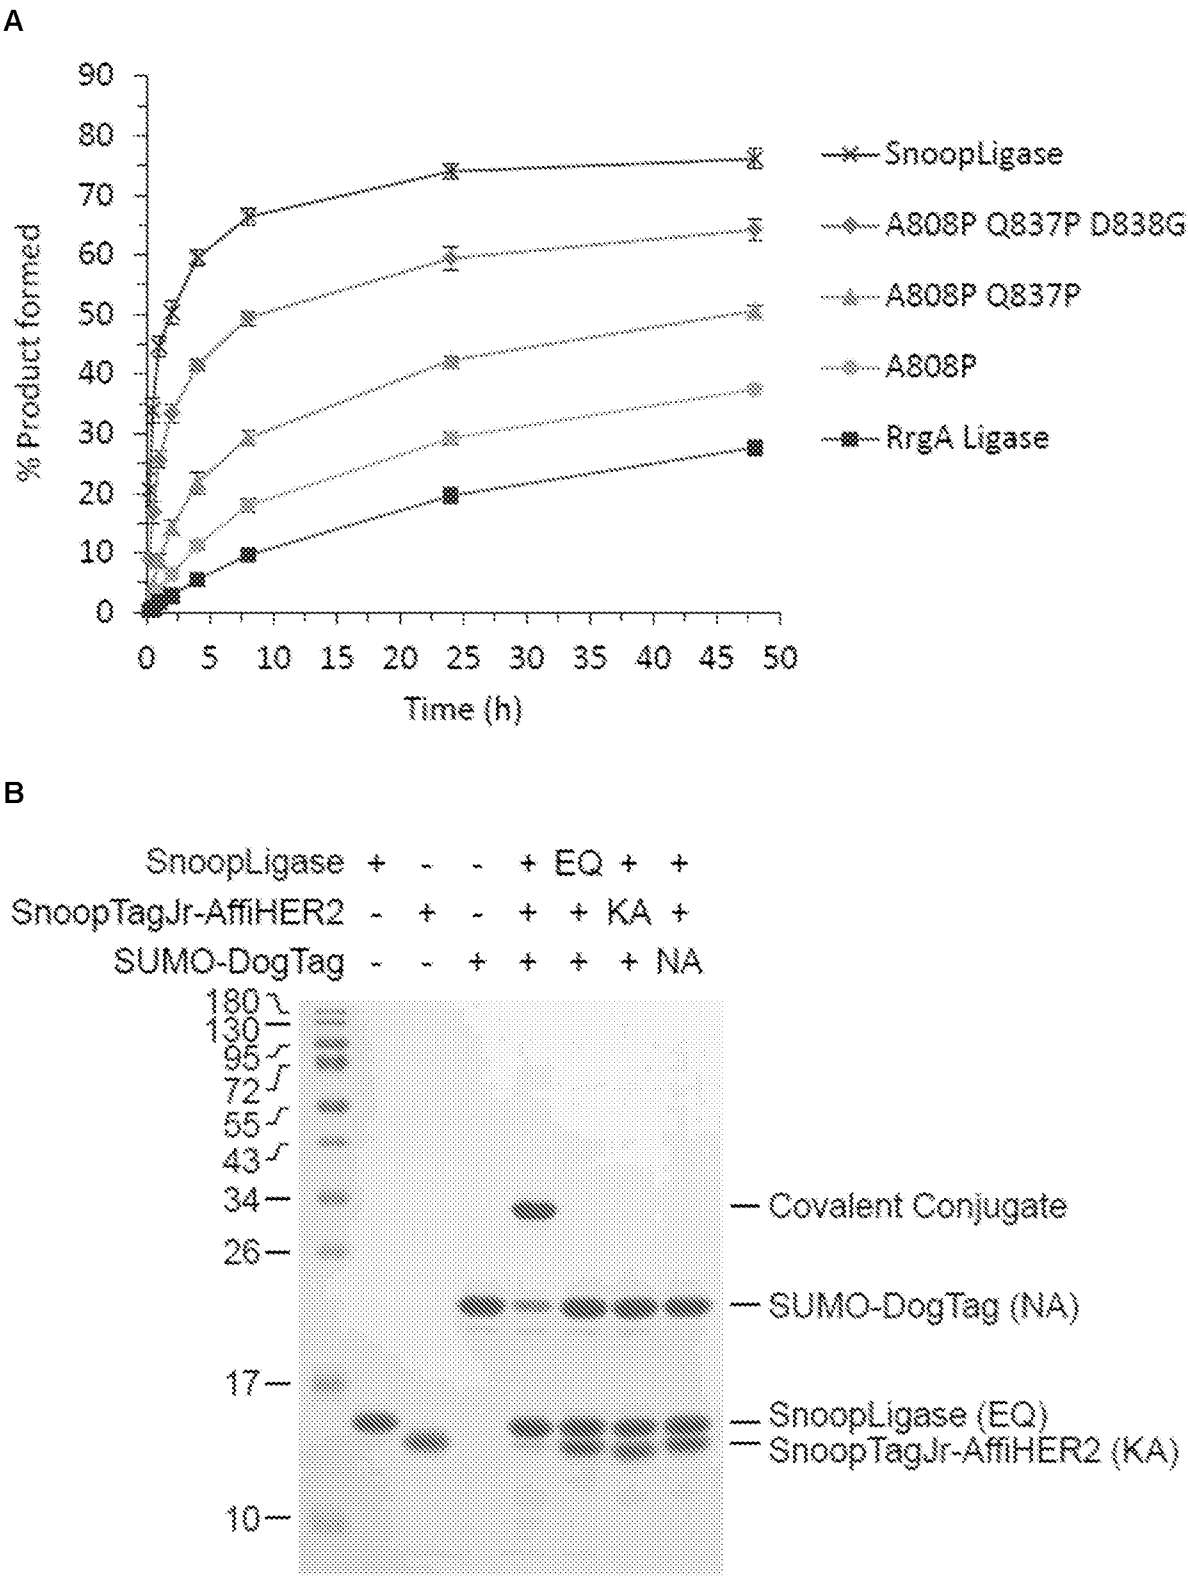 A
90
80
70
60
50
40
30
20
10
0
% Product formed
0 5 10 15 20 25 30 35 40 45 50
Time (h)
SnoopLigase
A808P Q837P D838G
A808P Q837P
A808P
RrgA Ligase
B
SnoopLigase + - - + EQ + +
SnoopTagJr-AffiHER2 - + - + + KA +
SUMO-DogTag - - + + + + NA
180
130
95
72
55
43
34
26
17
10
Covalent Conjugate
SUMO-DogTag (NA)
SnoopLigase (EQ)
SnoopTagJr-AffiHER2 (KA)